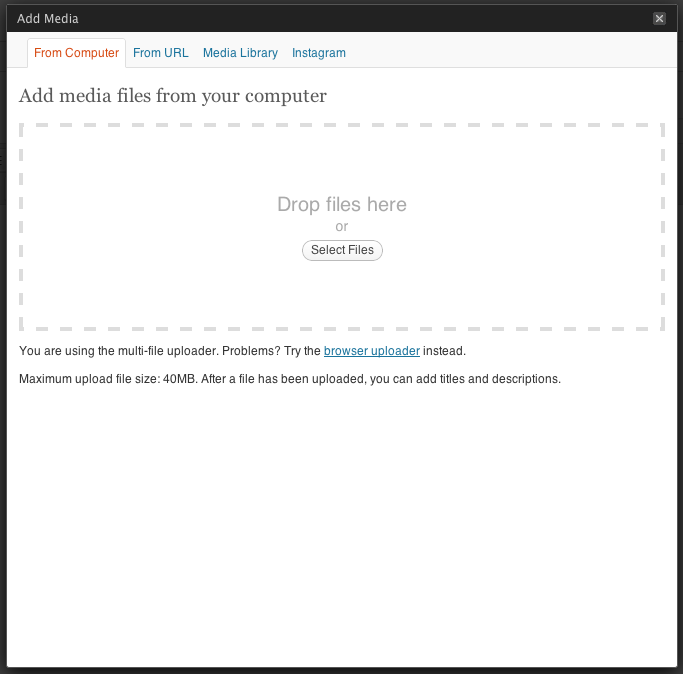 Add Media
From Computer From URL Media Library Instagram
Add media files from your computer
Drop files here
or
Select Files
You are using the multi-file uploader. Problems? Try the browser uploader instead.
Maximum upload file size: 40MB. After a file has been uploaded, you can add titles and descriptions.